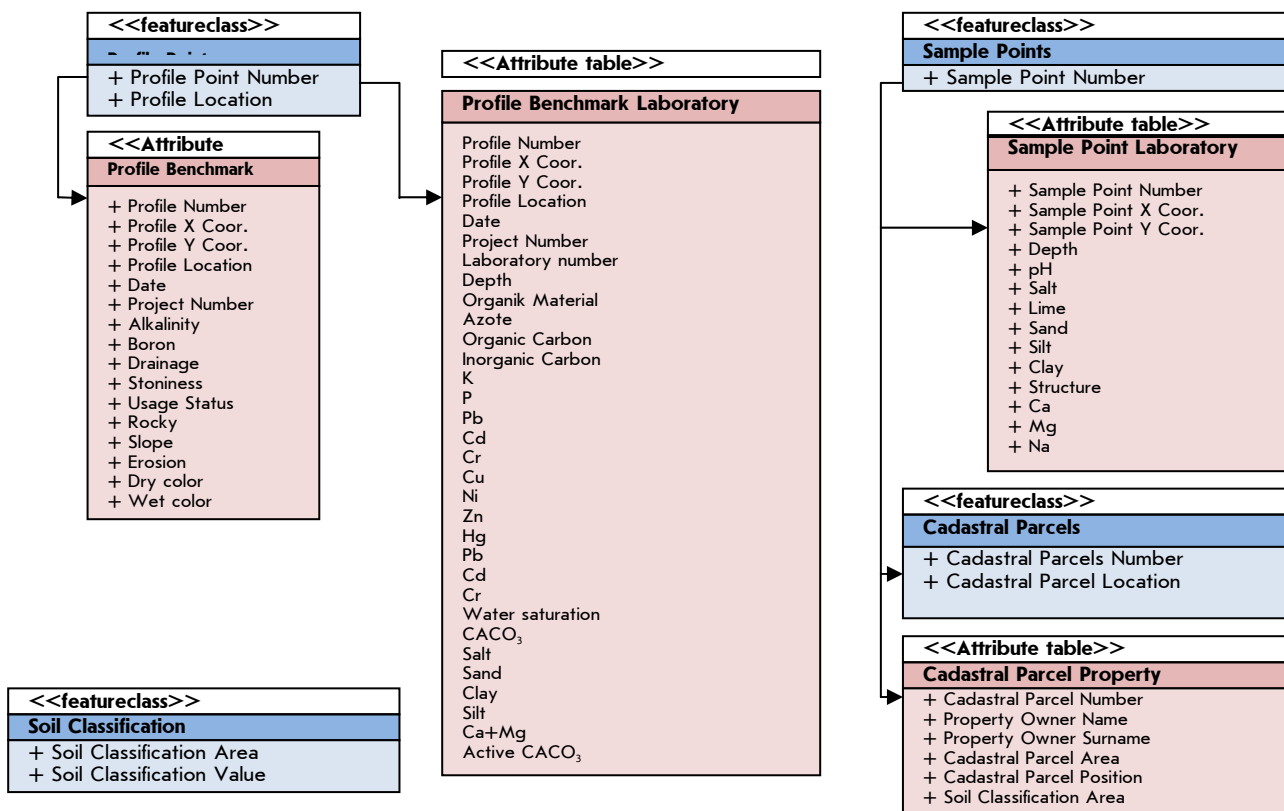 <<featureclass>>
+ Profile Point Number
+ Profile Location
<<Attribute
Profile Benchmark
+ Profile Number
+ Profile X Coor.
+ Profile Y Coor.
+ Profile Location
+ Date
+ Project Number
+ Alkalinity
+ Boron
+ Drainage
+ Stoniness
+ Usage Status
+ Rocky
+ Slope
+ Erosion
+ Dry color
+ Wet color
<<featureclass>>
Soil Classification
+ Soil Classification Area
+ Soil Classification Value
<<Attribute table>>
Profile Benchmark Laboratory
Profile Number
Profile X Coor.
Profile Y Coor.
Profile Location
Date
Project Number
Laboratory number
Depth
Organik Material
Azote
Organic Carbon
Inorganic Carbon
K
P
Pb
Cd
Cr
Cu
Ni
Zn
Hg
Pb
Cd
Cr
Water saturation
CACO₃
Salt
Sand
Clay
Silt
Ca+Mg
Active CACO₃
<<featureclass>>
Sample Points
+ Sample Point Number
<<Attribute table>>
Sample Point Laboratory
+ Sample Point Number
+ Sample Point X Coor.
+ Sample Point Y Coor.
+ Depth
+ pH
+ Salt
+ Lime
+ Sand
+ Silt
+ Clay
+ Structure
+ Ca
+ Mg
+ Na
<<featureclass>>
Cadastral Parcels
+ Cadastral Parcels Number
+ Cadastral Parcel Location
<<Attribute table>>
Cadastral Parcel Property
+ Cadastral Parcel Number
+ Property Owner Name
+ Property Owner Surname
+ Cadastral Parcel Area
+ Cadastral Parcel Position
+ Soil Classification Area